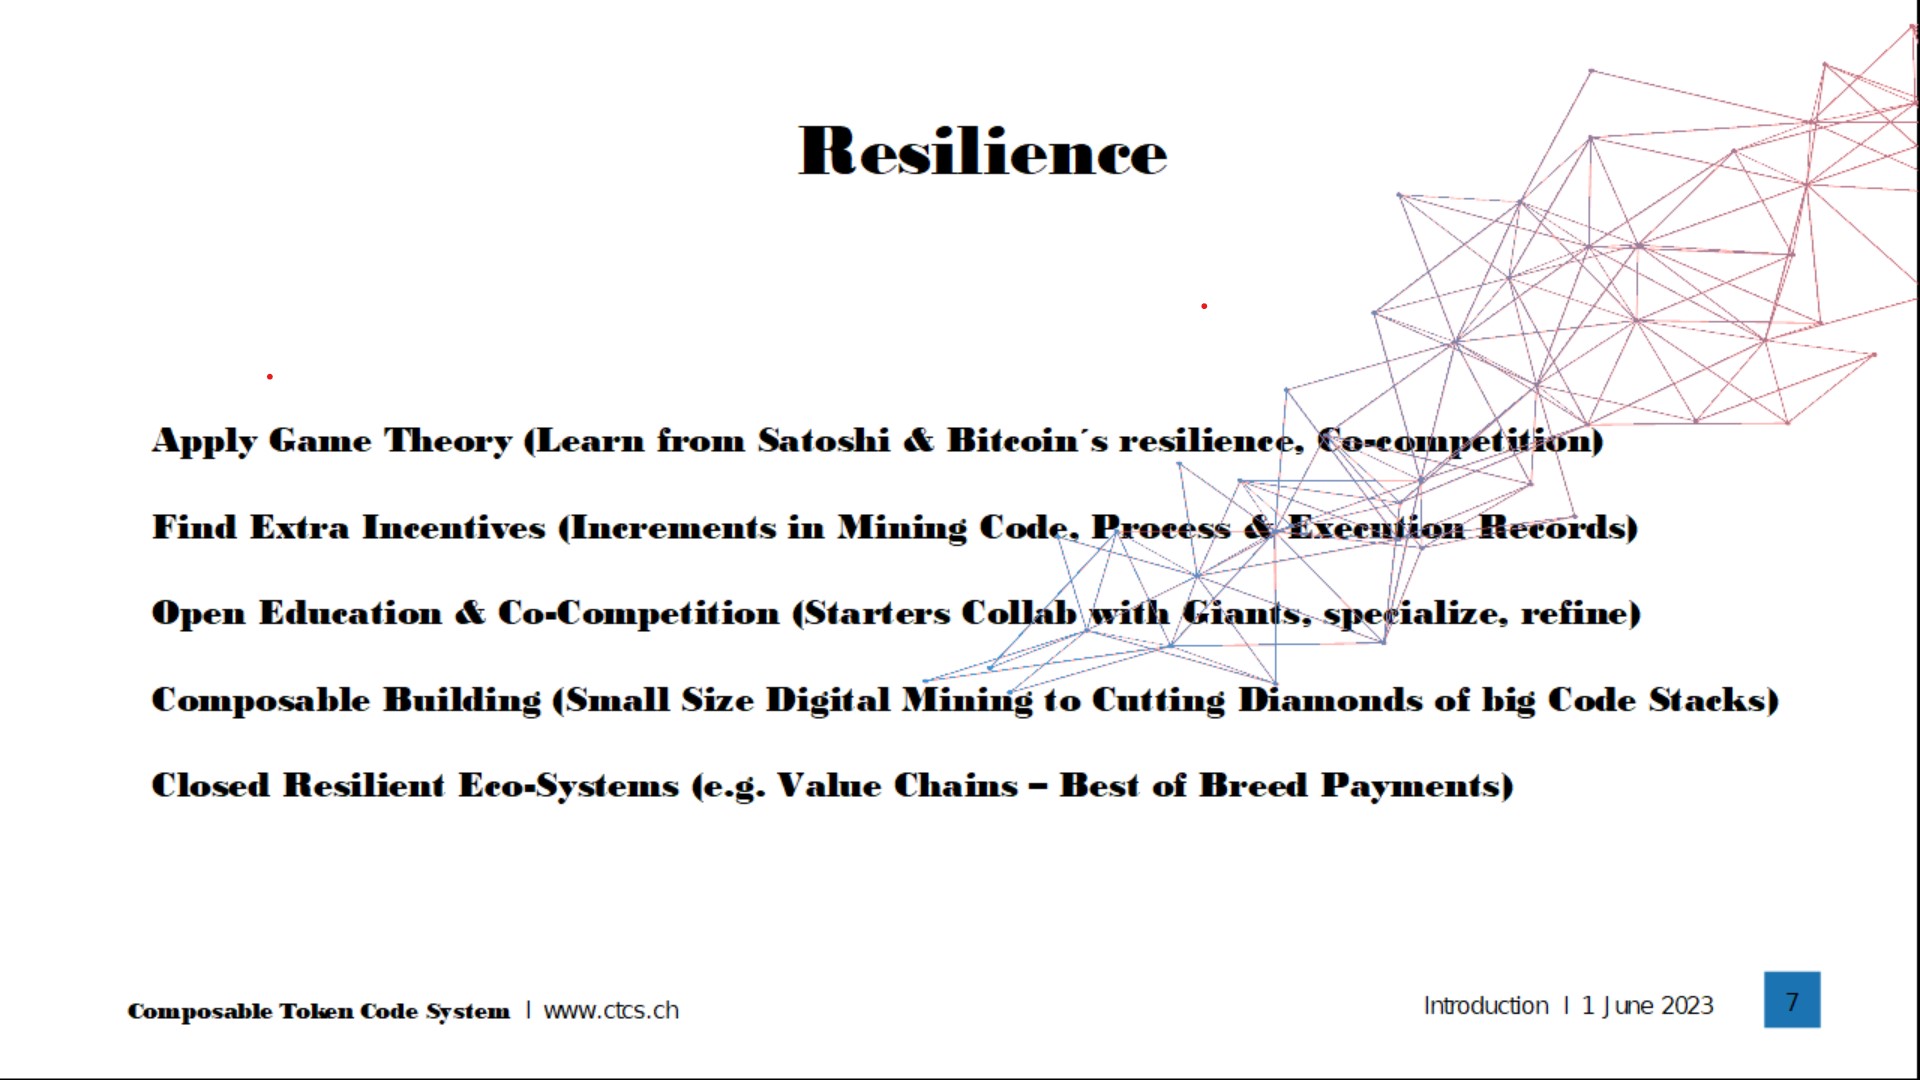 Resilience
Apply Game Theory (Learn from Satoshi & Bitcoin´s resilience, Co-competition)
Find Extra Incentives (Increments in Mining Code, Process & Execution Records)
Open Education & Co-Competition (Starters Collab with Giants, specialize, refine)
Composable Building (Small Size Digital Mining to Cutting Diamonds of big Code Stacks)
Closed Resilient Eco-Systems (e.g. Value Chains – Best of Breed Payments)
Composable Token Code System | www.ctcs.ch
Introduction | 1 June 2023 7